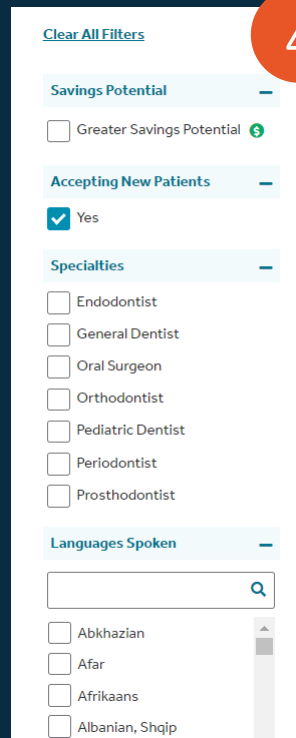 Clear All Filters
Savings Potential
Greater Savings Potential $
Accepting New Patients
Yes
Specialties
Endodontist
General Dentist
Oral Surgeon
Orthodontist
Pediatric Dentist
Periodontist
Prosthodontist
Languages Spoken
Abkhazian
Afar
Afrikaans
Albanian, Shqip